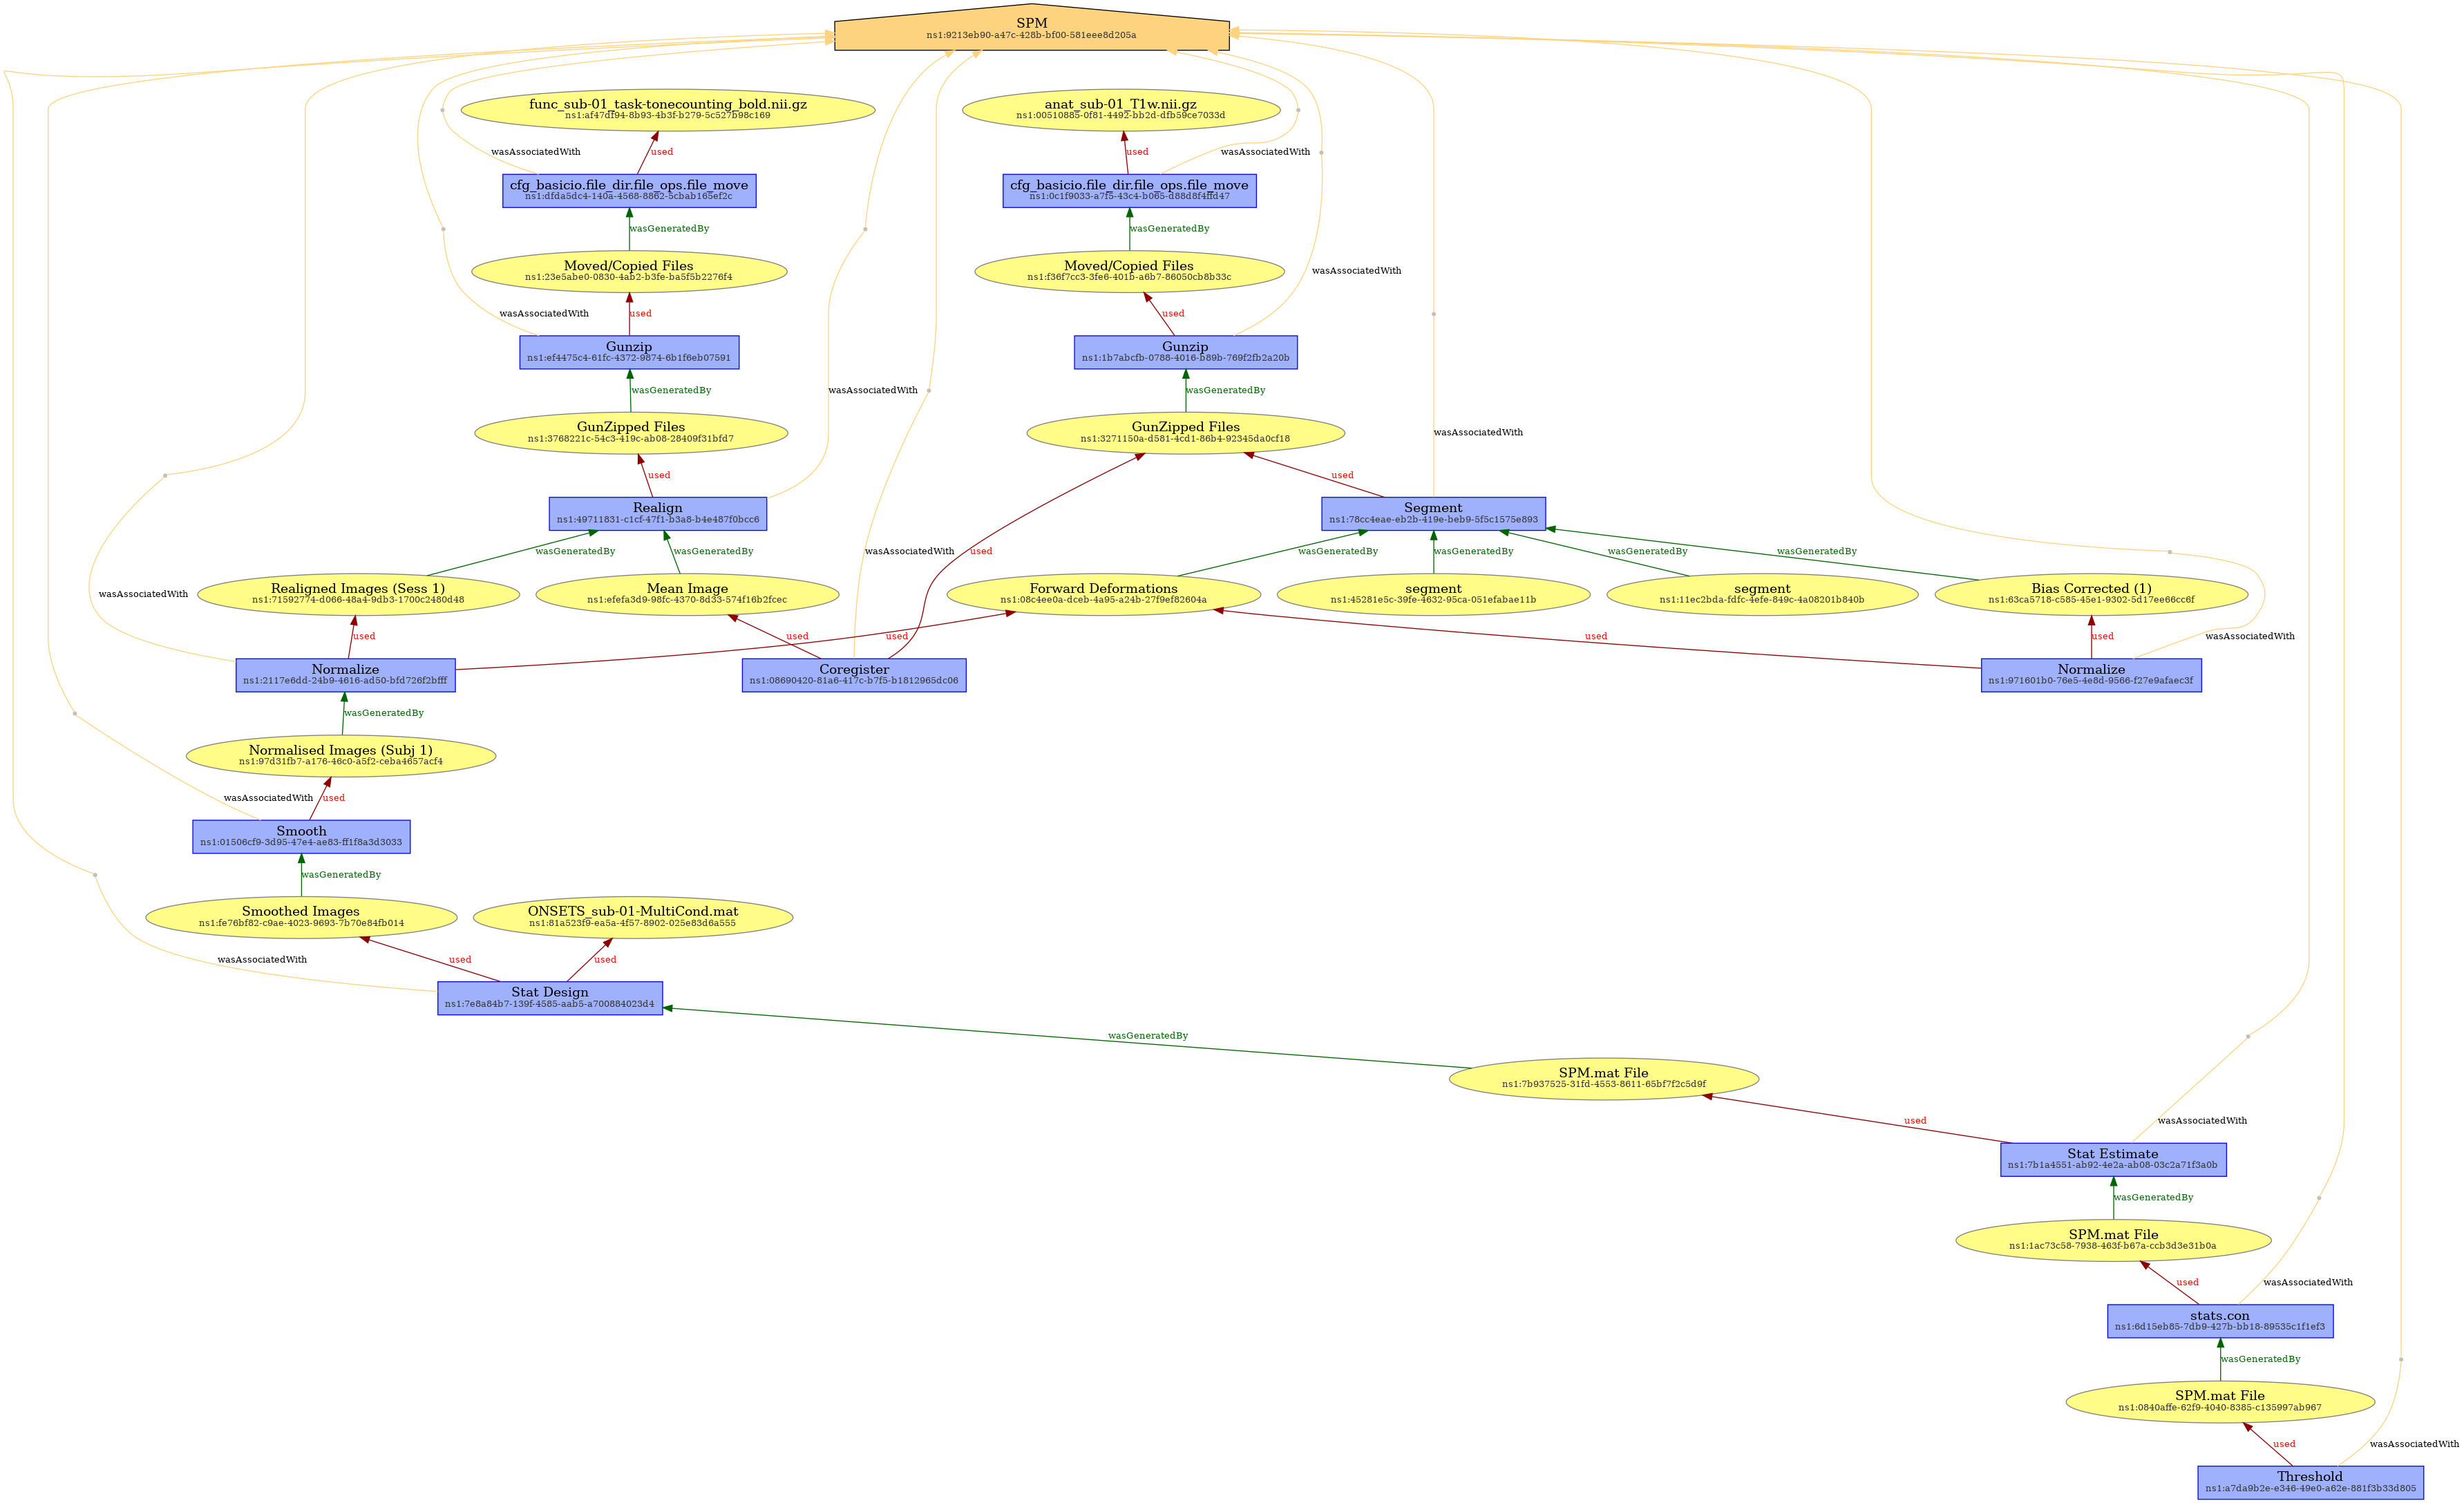 SPM
ns1:9213eb90-a47c-428b-bf00-581eee8d205a
func_sub-01_task-tonecounting_bold.nii.gz
ns1:af47df94-8b93-4b3f-b279-5c527b98c169
anat_sub-01_T1w.nii.gz
ns1:00510885-0f81-4492-bb2d-dfb59ce7033d
wasAssociatedWith
used
used
wasAssociatedWith
cfg_basicio.file_dir.file_ops.file_move
ns1:dfda5dc4-140a-4568-8862-5cbab165ef2c
cfg_basicio.file_dir.file_ops.file_move
ns1:0c1f9033-a7f5-43c4-b065-d88d8f4ffd47
wasGeneratedBy
wasGeneratedBy
Moved/Copied Files
ns1:23e5abe0-0830-4ab2-b3fe-ba5f5b2276f4
Moved/Copied Files
ns1:f36f7cc3-3fe6-401b-a6b7-86050cb8b33c
wasAssociatedWith
wasAssociatedWith
used
used
Gunzip
ns1:ef4475c4-61fc-4372-9874-6b1f6eb07591
Gunzip
ns1:1b7abcfb-0788-4016-b89b-769f2fb2a20b
wasGeneratedBy
wasAssociatedWith
wasGeneratedBy
GunZipped Files
ns1:3768221c-54c3-419c-ab08-28409f31bfd7
GunZipped Files
ns1:3271150a-d581-4cd1-86b4-92345da0cf18
wasAssociatedWith
used
used
Realign
ns1:49711831-c1cf-47f1-b3a8-b4e487f0bcc6
Segment
ns1:78cc4eae-eb2b-419e-beb9-5f5c1575e893
wasGeneratedBy
wasGeneratedBy
wasAssociatedWith
used
wasGeneratedBy
wasGeneratedBy
wasGeneratedBy
wasGeneratedBy
wasAssociatedWith
Realigned Images (Sess 1)
ns1:71592774-d066-48a4-9db3-1700c2480d48
Mean Image
ns1:efefa3d9-98fc-4370-8d33-574f16b2fcec
Forward Deformations
ns1:08c4ee0a-dceb-4a95-a24b-27f9ef82604a
segment
ns1:45281e5c-39fe-4632-95ca-051efabae11b
segment
ns1:11ec2bda-fdfc-4efe-849c-4a08201b840b
Bias Corrected (1)
ns1:63ca5718-c585-45e1-9302-5d17ee66cc6f
used
used
used
used
used
wasAssociatedWith
Normalize
ns1:2117e6dd-24b9-4616-ad50-bfd726f2bfff
Coregister
ns1:08690420-81a6-417c-b7f5-b1812965dc06
Normalize
ns1:971601b0-76e5-4e8d-9566-f27e9afaec3f
wasGeneratedBy
Normalised Images (Subj 1)
ns1:97d31fb7-a176-46c0-a5f2-ceba4657acf4
wasAssociatedWith
used
Smooth
ns1:01506cf9-3d95-47e4-ae83-ff1f8a3d3033
wasGeneratedBy
Smoothed Images
ns1:fe76bf82-c9ae-4023-9693-7b70e84fb014
ONSETS_sub-01-MultiCond.mat
ns1:81a523f9-ea5a-4f57-8902-025e83d6a555
wasAssociatedWith
used
used
Stat Design
ns1:7e8a84b7-139f-4585-aab5-a700884023d4
wasGeneratedBy
SPM.mat File
ns1:7b937525-31fd-4553-8611-65bf7f2c5d9f
used
wasAssociatedWith
Stat Estimate
ns1:7b1a4551-ab92-4e2a-ab08-03c2a71f3a0b
wasGeneratedBy
SPM.mat File
ns1:1ac73c58-7938-463f-b67a-ccb3d3e31b0a
used
wasAssociatedWith
stats.con
ns1:6d15eb85-7db9-427b-bb18-89535c1f1ef3
wasGeneratedBy
SPM.mat File
ns1:0840affe-62f9-4040-8385-c135997ab967
used
wasAssociatedWith
Threshold
ns1:a7da9b2e-e346-49e0-a62e-881f3b33d805